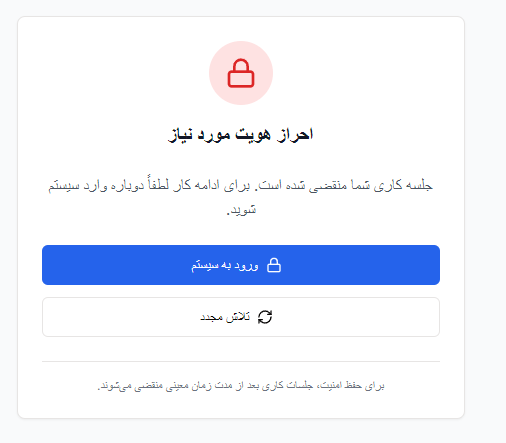 احراز هویت مورد نیاز
جلسه کاری شما منقضی شده است. برای ادامه کار لطفاً دوباره وارد سیستم
شوید.
ورود به سیستم
تلاش مجدد
برای حفظ امنیت، جلسات کاری بعد از مدت زمان معینی منقضی می‌شوند.